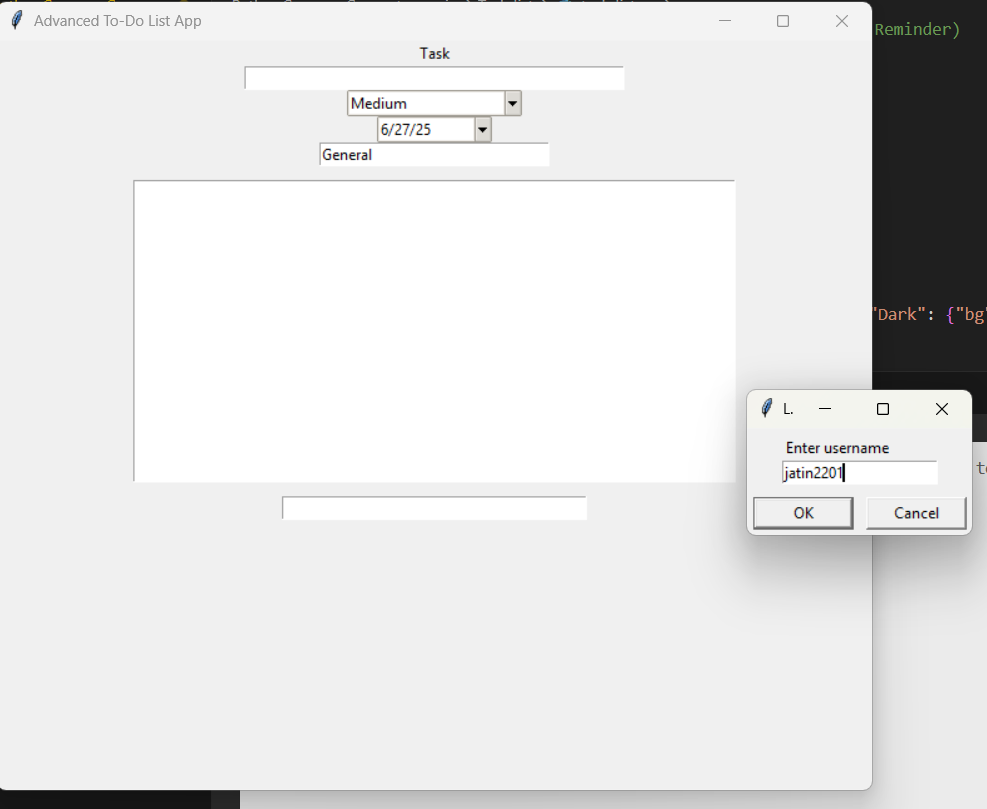 Advanced To-Do List App
Reminder)
Task
Medium
6/27/25
General
"Dark": {"bg"
L.
Enter username
jatin2201
OK
Cancel